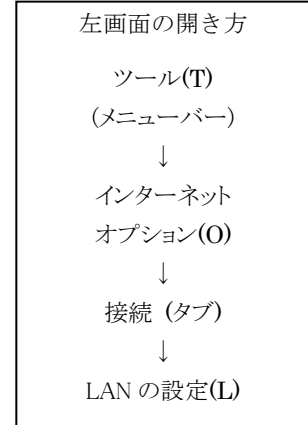 左画面の開き方
ツール(T)
(メニューバー)
↓
インターネット
オプション(O)
↓
接続 (タブ)
↓
LAN の設定(L)